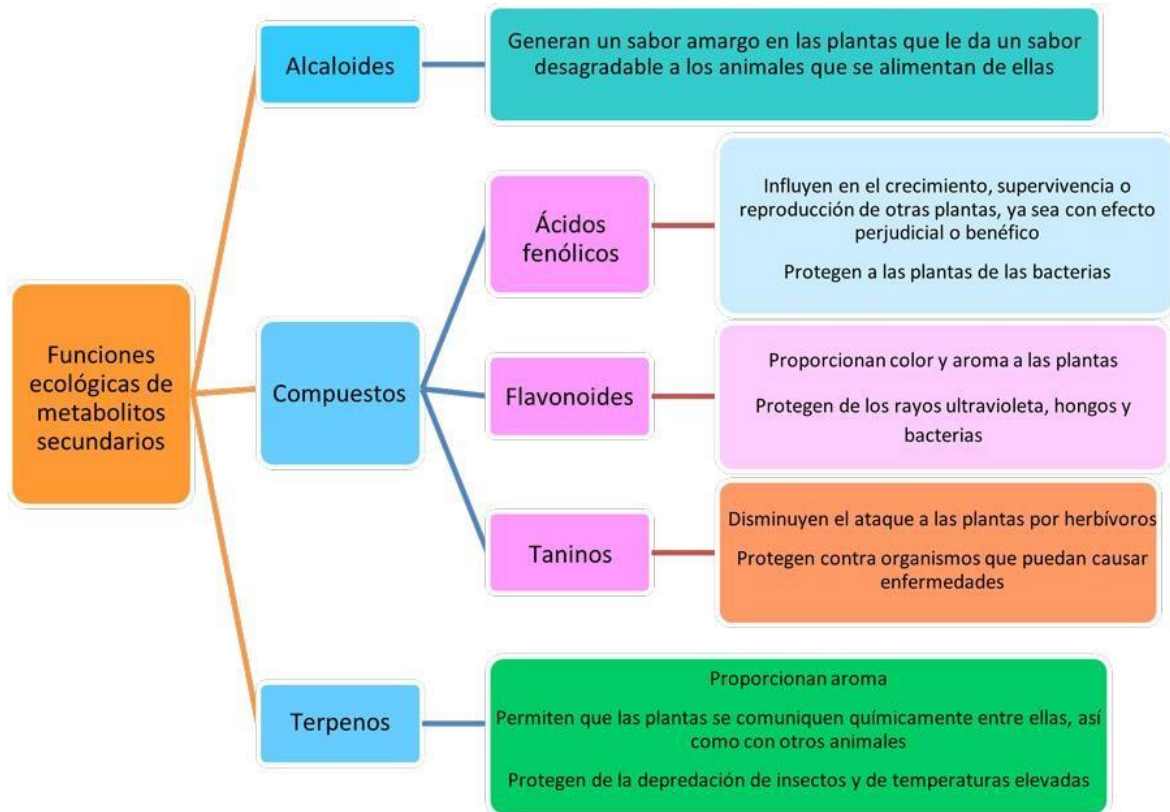 Funciones
ecológicas de
metabolitos
secundarios
Alcaloides
Generan un sabor amargo en las plantas que le da un sabor
desagradable a los animales que se alimentan de ellas
Compuestos
Ácidos
fenólicos
Influyen en el crecimiento, supervivencia o
reproducción de otras plantas, ya sea con efecto
perjudicial o benéfico
Protegen a las plantas de las bacterias
Flavonoides
Proporcionan color y aroma a las plantas
Protegen de los rayos ultravioleta, hongos y
bacterias
Taninos
Disminuyen el ataque a las plantas por herbívoros
Protegen contra organismos que puedan causar
enfermedades
Terpenos
Proporcionan aroma
Permiten que las plantas se comuniquen químicamente entre ellas, así
como con otros animales
Protegen de la depredación de insectos y de temperaturas elevadas